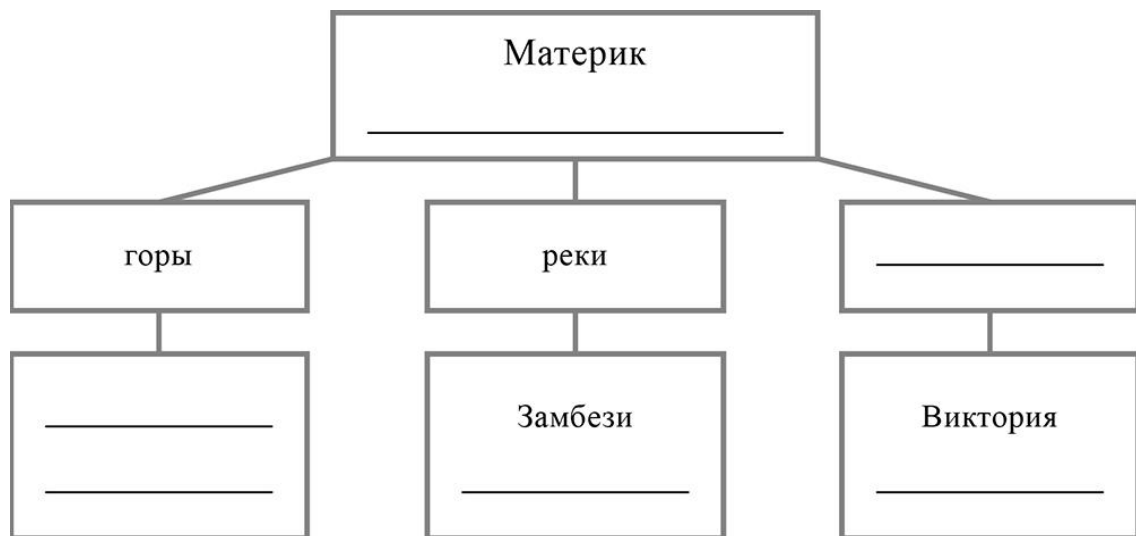 Материк
горы
реки
Замбези
Виктория